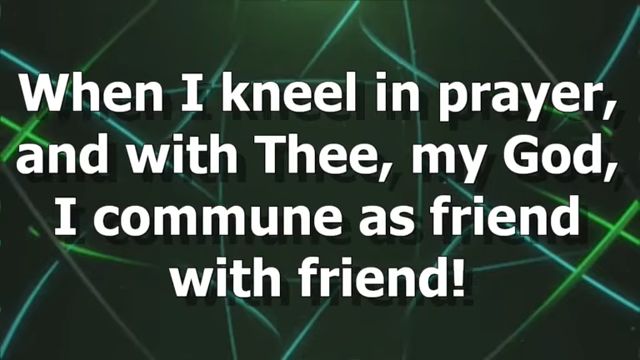 When I kneel in prayer,
and with Thee, my God,
I commune as friend
with friend!